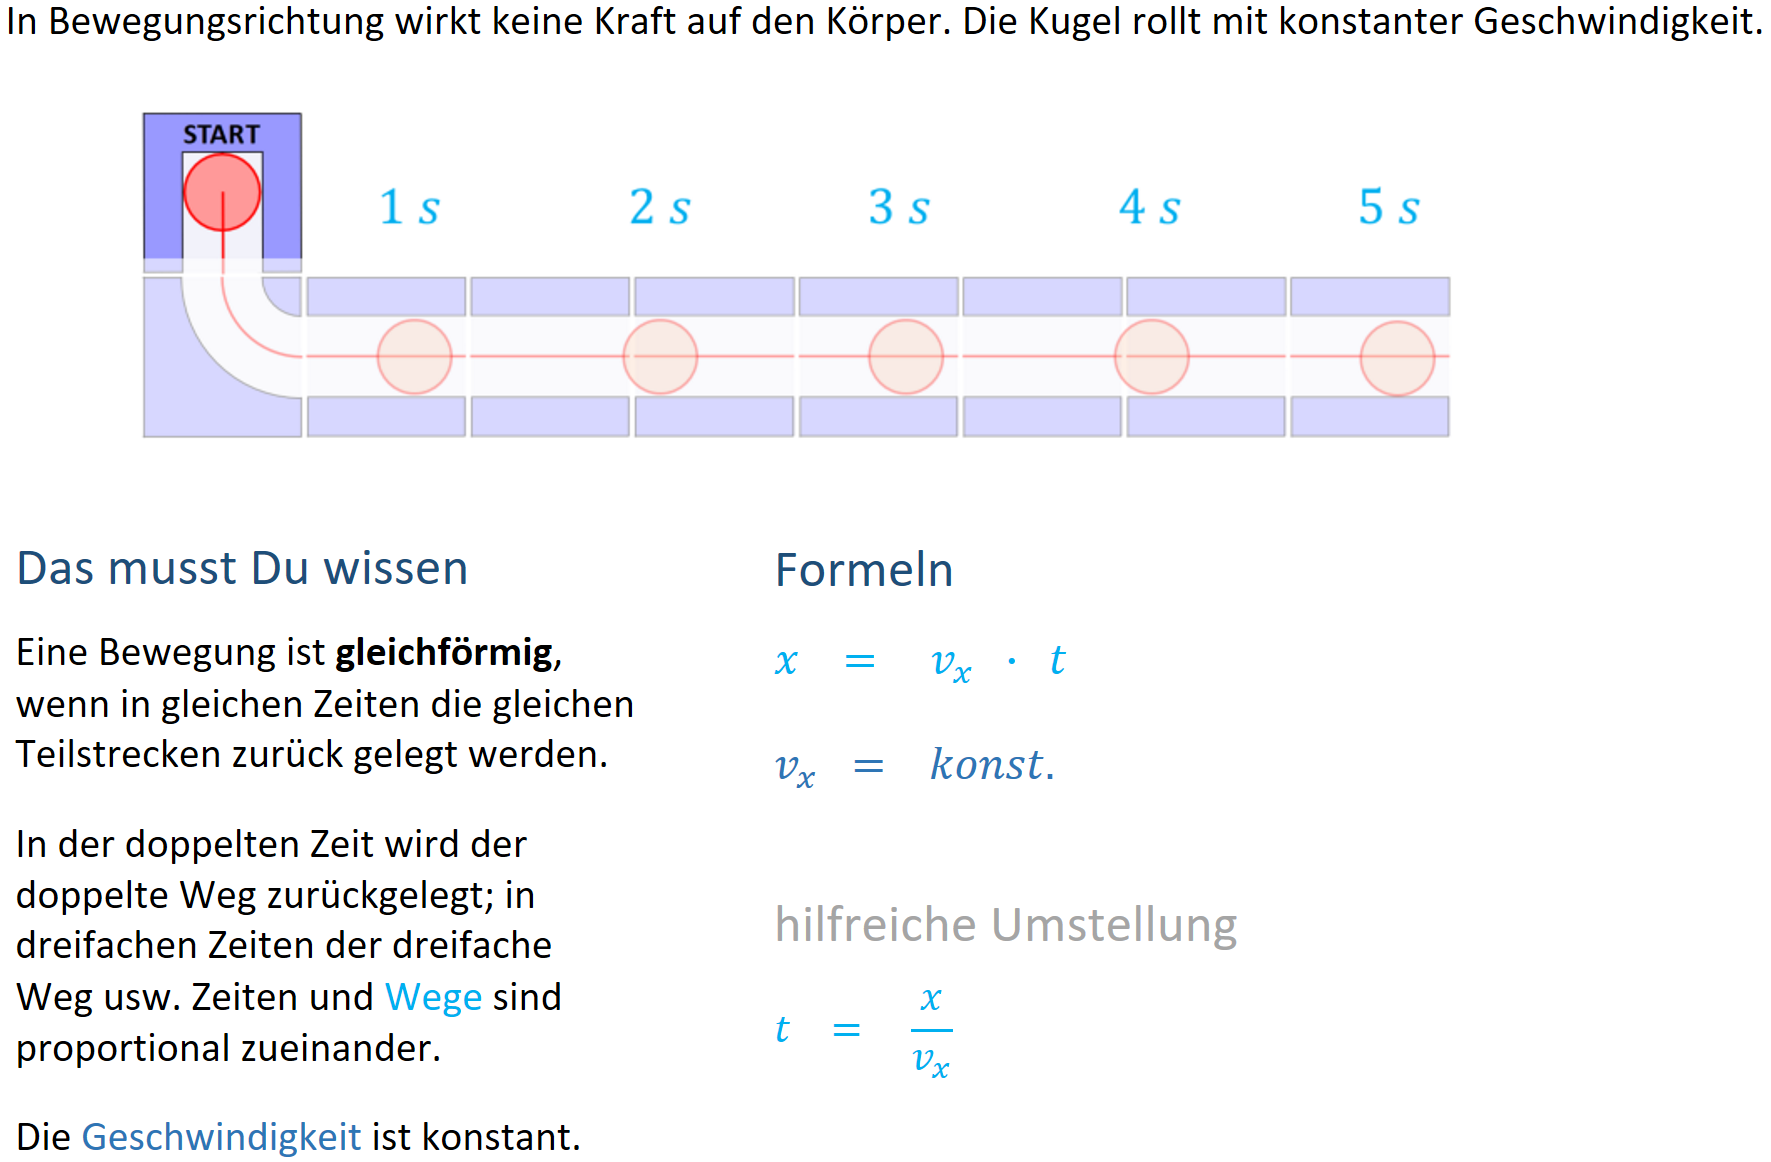 In Bewegungsrichtung wirkt keine Kraft auf den Körper. Die Kugel rollt mit konstanter Geschwindigkeit.
START
1 s 2 s 3 s 4 s 5 s
Das musst Du wissen
Eine Bewegung ist gleichförmig,
wenn in gleichen Zeiten die gleichen
Teilstrecken zurück gelegt werden.
In der doppelten Zeit wird der
doppelte Weg zurückgelegt; in
dreifachen Zeiten der dreifache
Weg usw. Zeiten und Wege sind
proportional zueinander.
Die Geschwindigkeit ist konstant.
Formeln
x = vₓ · t
vₓ = konst.
hilfreiche Umstellung
t = x / vₓ